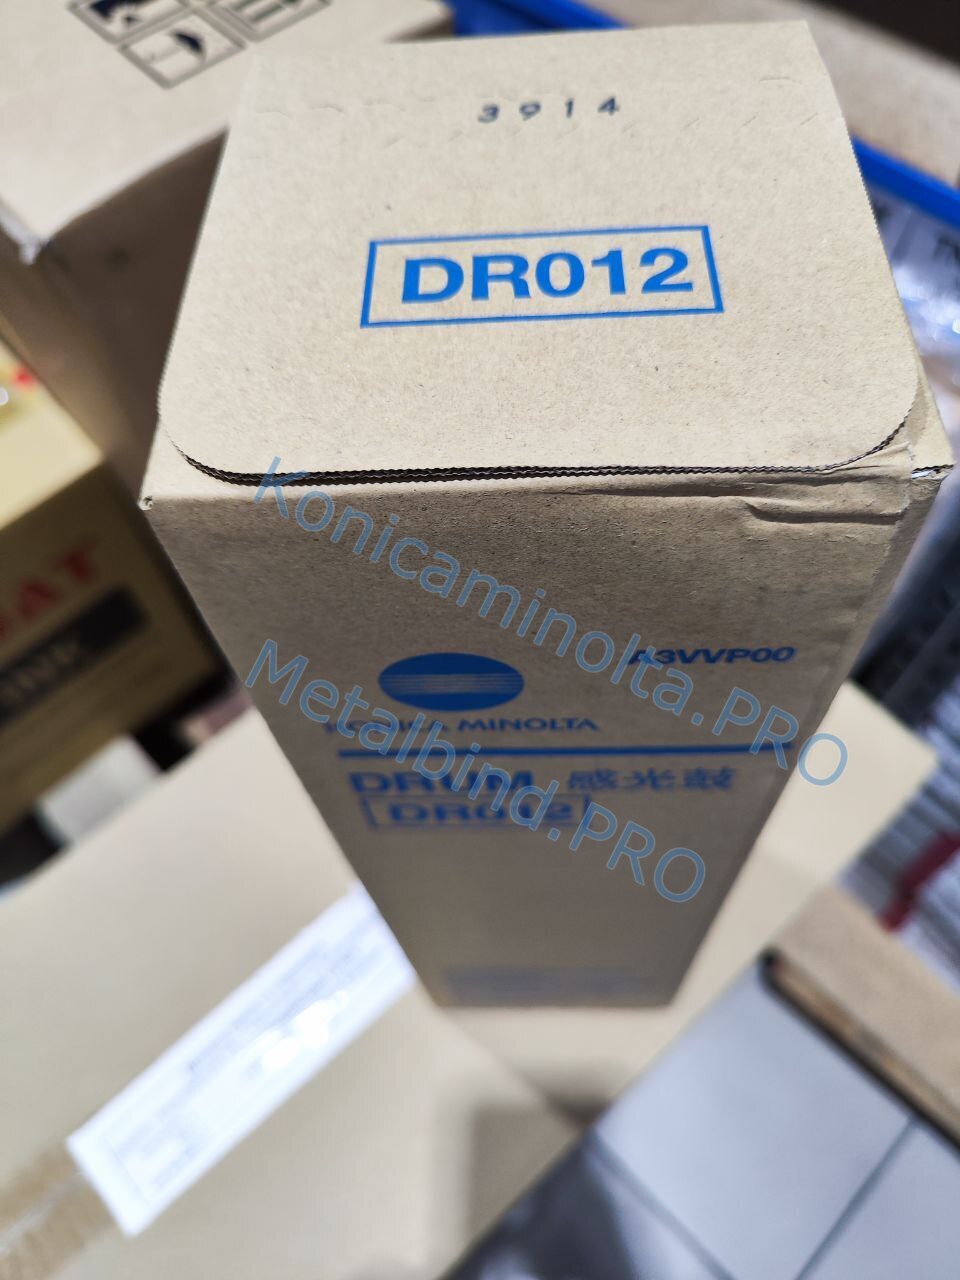 3914
DR012
A3VVP00
KONICA MINOLTA
DRUM 感光鼓
DR012
Konicaminolta.PRO
Metalbind.PRO